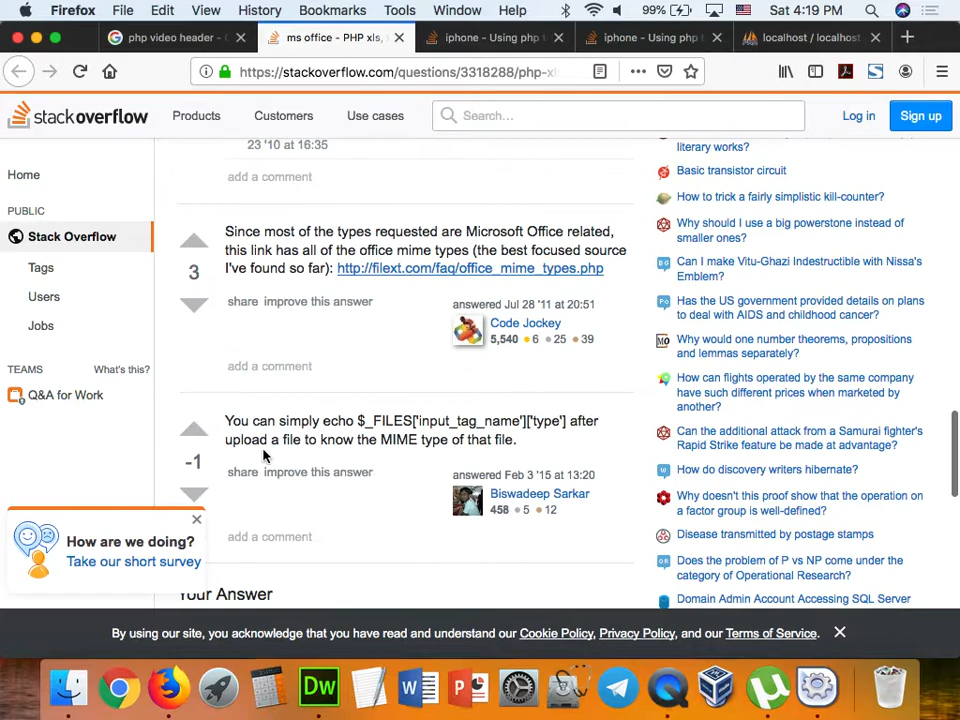 Firefox File Edit View History Bookmarks Tools Window Help 99% Sat 4:19 PM
php video header - ms office - PHP xls, iphone - Using php iphone - Using php localhost / localhost
https://stackoverflow.com/questions/3318288/php-x
stackoverflow Products Customers Use cases Search... Log in Sign up
Home
PUBLIC
Stack Overflow
Tags
Users
Jobs
TEAMS What's this?
Q&A for Work
23 '10 at 16:35
add a comment
3
Since most of the types requested are Microsoft Office related,
this link has all of the office mime types (the best focused source
I've found so far): http://filext.com/faq/office_mime_types.php
share improve this answer
answered Jul 28 '11 at 20:51
Code Jockey
5,540 6 25 39
add a comment
-1
You can simply echo $_FILES['input_tag_name']['type'] after
upload a file to know the MIME type of that file.
share improve this answer
answered Feb 3 '15 at 13:20
Biswadeep Sarkar
458 5 12
add a comment
Your Answer
literary works?
Basic transistor circuit
How to trick a fairly simplistic kill-counter?
Why should I use a big powerstone instead of
smaller ones?
Can I make Vitu-Ghazi Indestructible with Nissa's
Emblem?
Has the US government provided details on plans
to deal with AIDS and childhood cancer?
Why would one number theorems, propositions
and lemmas separately?
How can flights operated by the same company
have such different prices when marketed by
another?
Can the additional attack from a Samurai fighter's
Rapid Strike feature be made at advantage?
How do discovery writers hibernate?
Why doesn't this proof show that the operation on
a factor group is well-defined?
Disease transmitted by postage stamps
Does the problem of P vs NP come under the
category of Operational Research?
Domain Admin Account Accessing SQL Server
How are we doing?
Take our short survey
By using our site, you acknowledge that you have read and understand our Cookie Policy, Privacy Policy, and our Terms of Service.
Dw